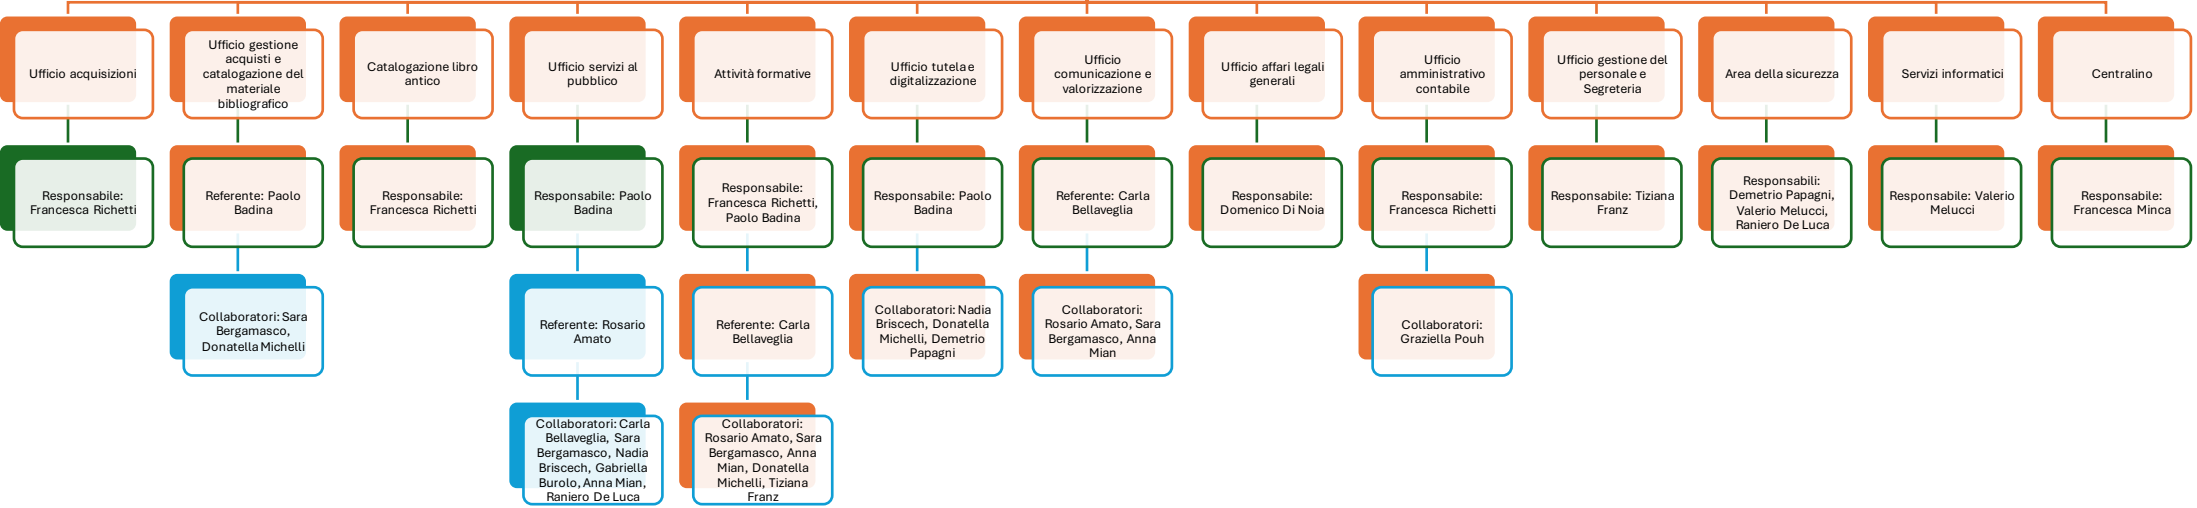 Ufficio acquisizioni
Ufficio gestione
acquisti e
catalogazione del
materiale
bibliografico
Catalogazione libro
antico
Ufficio servizi al
pubblico
Attività formative
Ufficio tutela e
digitalizzazione
Ufficio
comunicazione e
valorizzazione
Ufficio affari legali
generali
Ufficio
amministrativo
contabile
Ufficio gestione del
personale e
Segreteria
Area della sicurezza
Servizi informatici
Centralino
Responsabile:
Francesca Richetti
Referente: Paolo
Badina
Responsabile:
Francesca Richetti
Responsabile: Paolo
Badina
Responsabile:
Francesca Richetti,
Paolo Badina
Responsabile: Paolo
Badina
Referente: Carla
Bellaveglia
Responsabile:
Domenico Di Noia
Responsabile:
Francesca Richetti
Responsabile: Tiziana
Franz
Responsabili:
Demetrio Papagni,
Valerio Melucci,
Raniero De Luca
Responsabile: Valerio
Melucci
Responsabile:
Francesca Minca
Collaboratori: Sara
Bergamasco,
Donatella Michelli
Referente: Rosario
Amato
Referente: Carla
Bellaveglia
Collaboratori: Nadia
Briscech, Donatella
Michelli, Demetrio
Papagni
Collaboratori:
Rosario Amato, Sara
Bergamasco, Anna
Mian
Collaboratori:
Graziella Pouh
Collaboratori: Carla
Bellaveglia, Sara
Bergamasco, Nadia
Briscech, Gabriella
Burolo, Anna Mian,
Raniero De Luca
Collaboratori:
Rosario Amato, Sara
Bergamasco, Anna
Mian, Donatella
Michelli, Tiziana
Franz